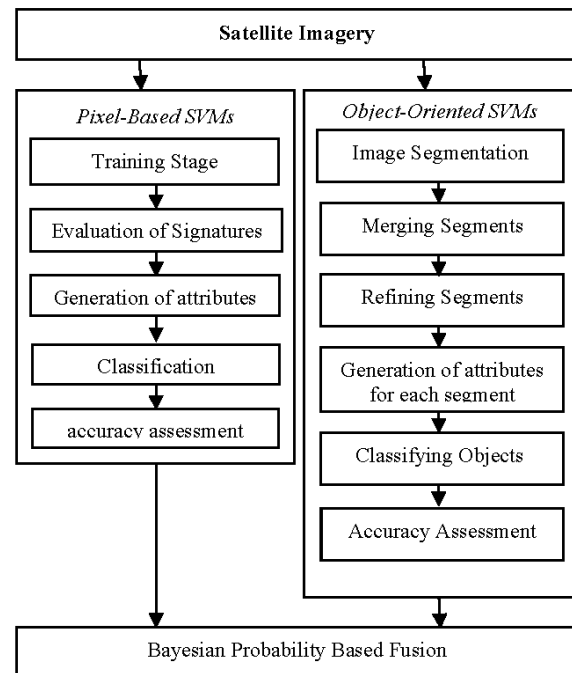 Satellite Imagery
Pixel-Based SVMs
Training Stage
Evaluation of Signatures
Generation of attributes
Classification
accuracy assessment
Object-Oriented SVMs
Image Segmentation
Merging Segments
Refining Segments
Generation of attributes
for each segment
Classifying Objects
Accuracy Assessment
Bayesian Probability Based Fusion